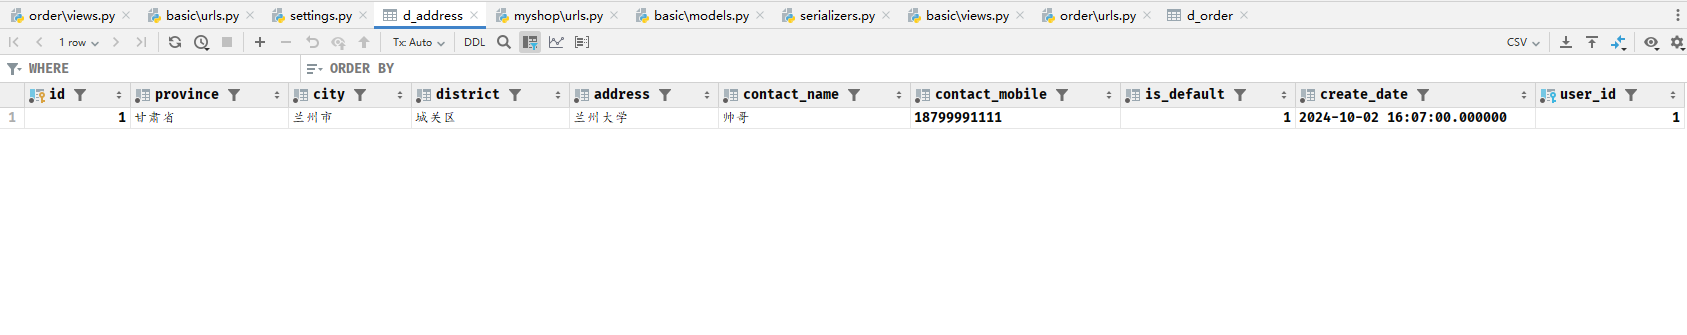 order\views.py basic\urls.py settings.py d_address myshop\urls.py basic\models.py serializers.py basic\views.py order\urls.py d_order
1 row Tx: Auto DDL CSV
WHERE ORDER BY
id province city district address contact_name contact_mobile is_default create_date user_id
1 1 甘肃省 兰州市 城关区 兰州大学 帅哥 18799991111 1 2024-10-02 16:07:00.000000 1